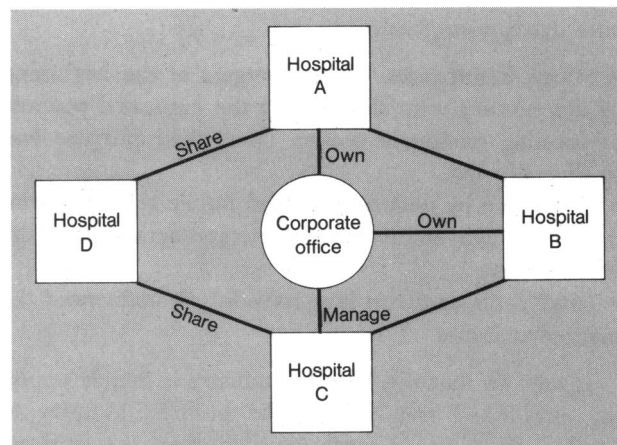 Hospital
A
Share
Own
Hospital
D
Corporate
office
Own
Hospital
B
Share
Manage
Hospital
C